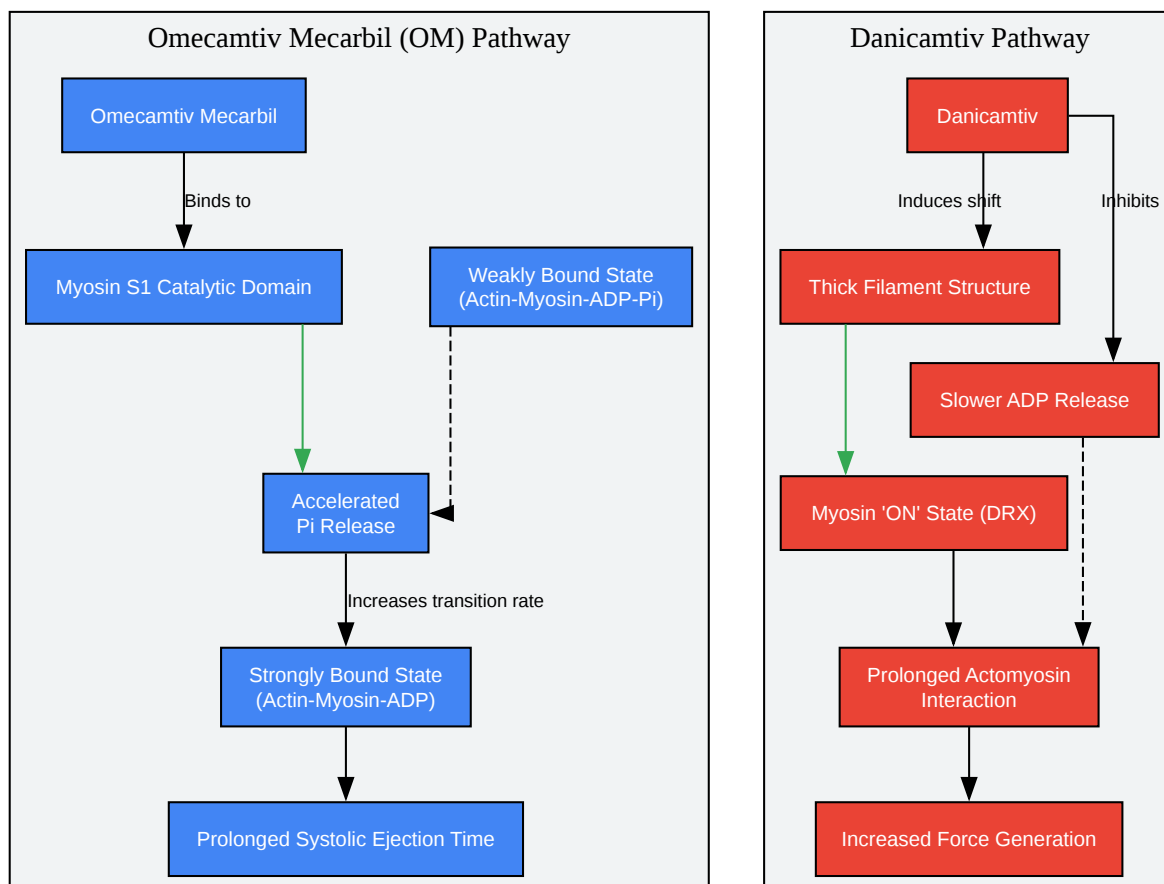 Omecamtiv Mecarbil (OM) Pathway
Omecamtiv Mecarbil
Binds to
Myosin S1 Catalytic Domain
Weakly Bound State
(Actin-Myosin-ADP-Pi)
Accelerated
Pi Release
Increases transition rate
Strongly Bound State
(Actin-Myosin-ADP)
Prolonged Systolic Ejection Time
Danicamtiv Pathway
Danicamtiv
Induces shift
Inhibits
Thick Filament Structure
Slower ADP Release
Myosin 'ON' State (DRX)
Prolonged Actomyosin
Interaction
Increased Force Generation